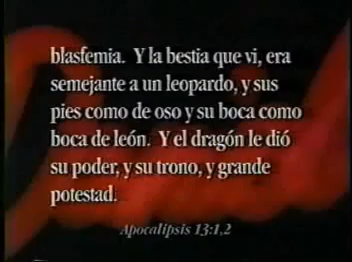 blasfemia. Y la bestia que vi, era
semejante a un leopardo, y sus
pies como de oso y su boca como
boca de león. Y el dragón le dió
su poder, y su trono, y grande
potestad.
Apocalipsis 13:1,2